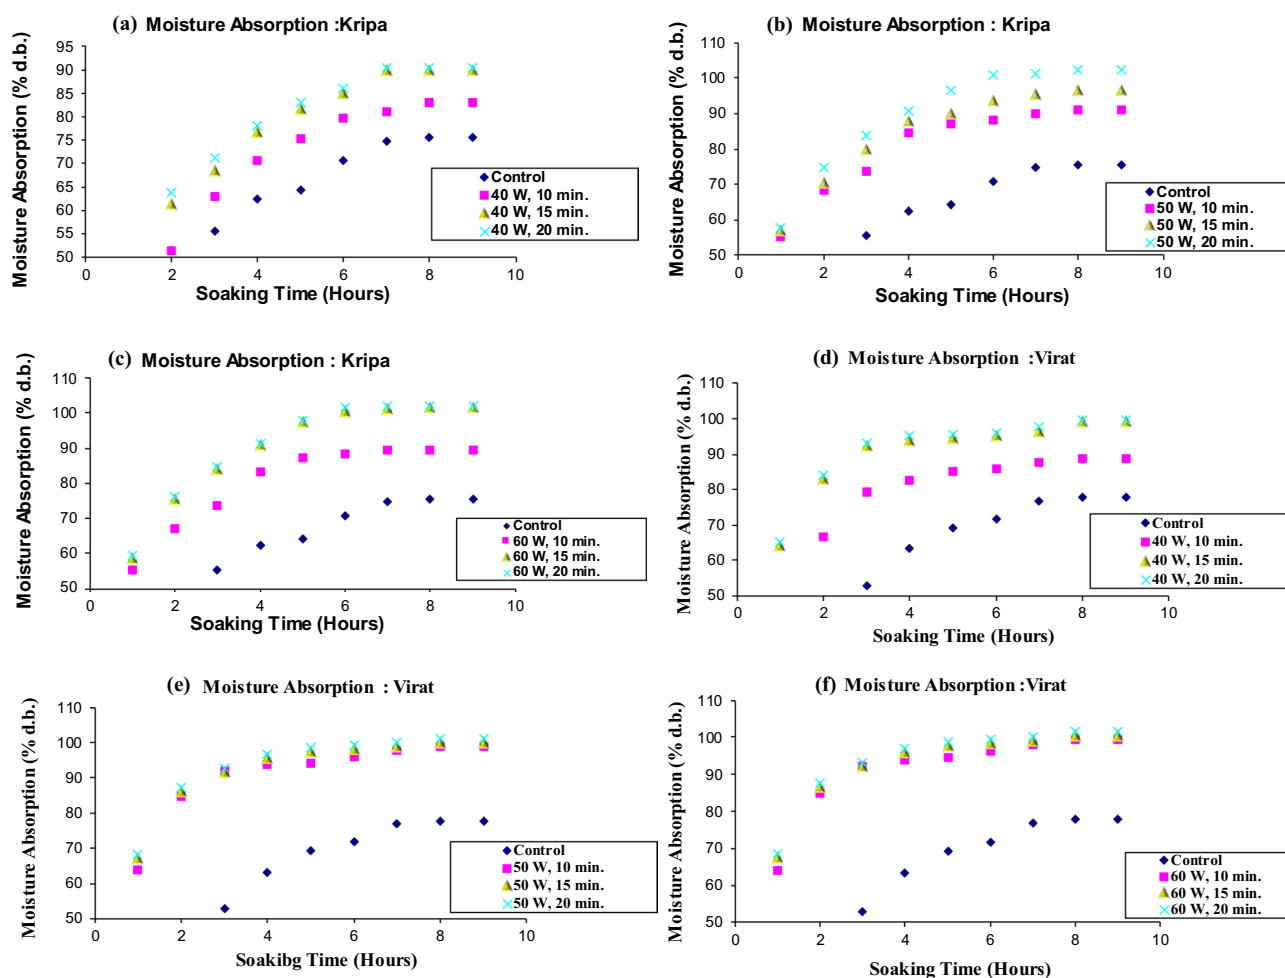 (a) Moisture Absorption :Kripa
Moisture Absorption (% d.b.)
95
90
85
80
75
70
65
60
55
50
0 2 4 6 8 10
Soaking Time (Hours)
Control
40 W, 10 min.
40 W, 15 min.
40 W, 20 min.
(b) Moisture Absorption : Kripa
Moisture Absorption (% d.b.)
110
100
90
80
70
60
50
0 2 4 6 8 10
Soaking Time (Hours)
Control
50 W, 10 min.
50 W, 15 min.
50 W, 20 min.
(c) Moisture Absorption : Kripa
Moisture Absorption (% d.b.)
110
100
90
80
70
60
50
0 2 4 6 8 10
Soaking Time (Hours)
Control
60 W, 10 min.
60 W, 15 min.
60 W, 20 min.
(d) Moisture Absorption :Virat
Moisture Absorption (% d.b.)
110
100
90
80
70
60
50
0 2 4 6 8 10
Soaking Time (Hours)
Control
40 W, 10 min.
40 W, 15 min.
40 W, 20 min.
(e) Moisture Absorption : Virat
Moisture Absorption (% d.b.)
110
100
90
80
70
60
50
0 2 4 6 8 10
Soakibg Time (Hours)
Control
50 W, 10 min.
50 W, 15 min.
50 W, 20 min.
(f) Moisture Absorption :Virat
Moisture Absorption (% d.b.)
110
100
90
80
70
60
50
0 2 4 6 8 10
Soaking Time (Hours)
Control
60 W, 10 min.
60 W, 15 min.
60 W, 20 min.